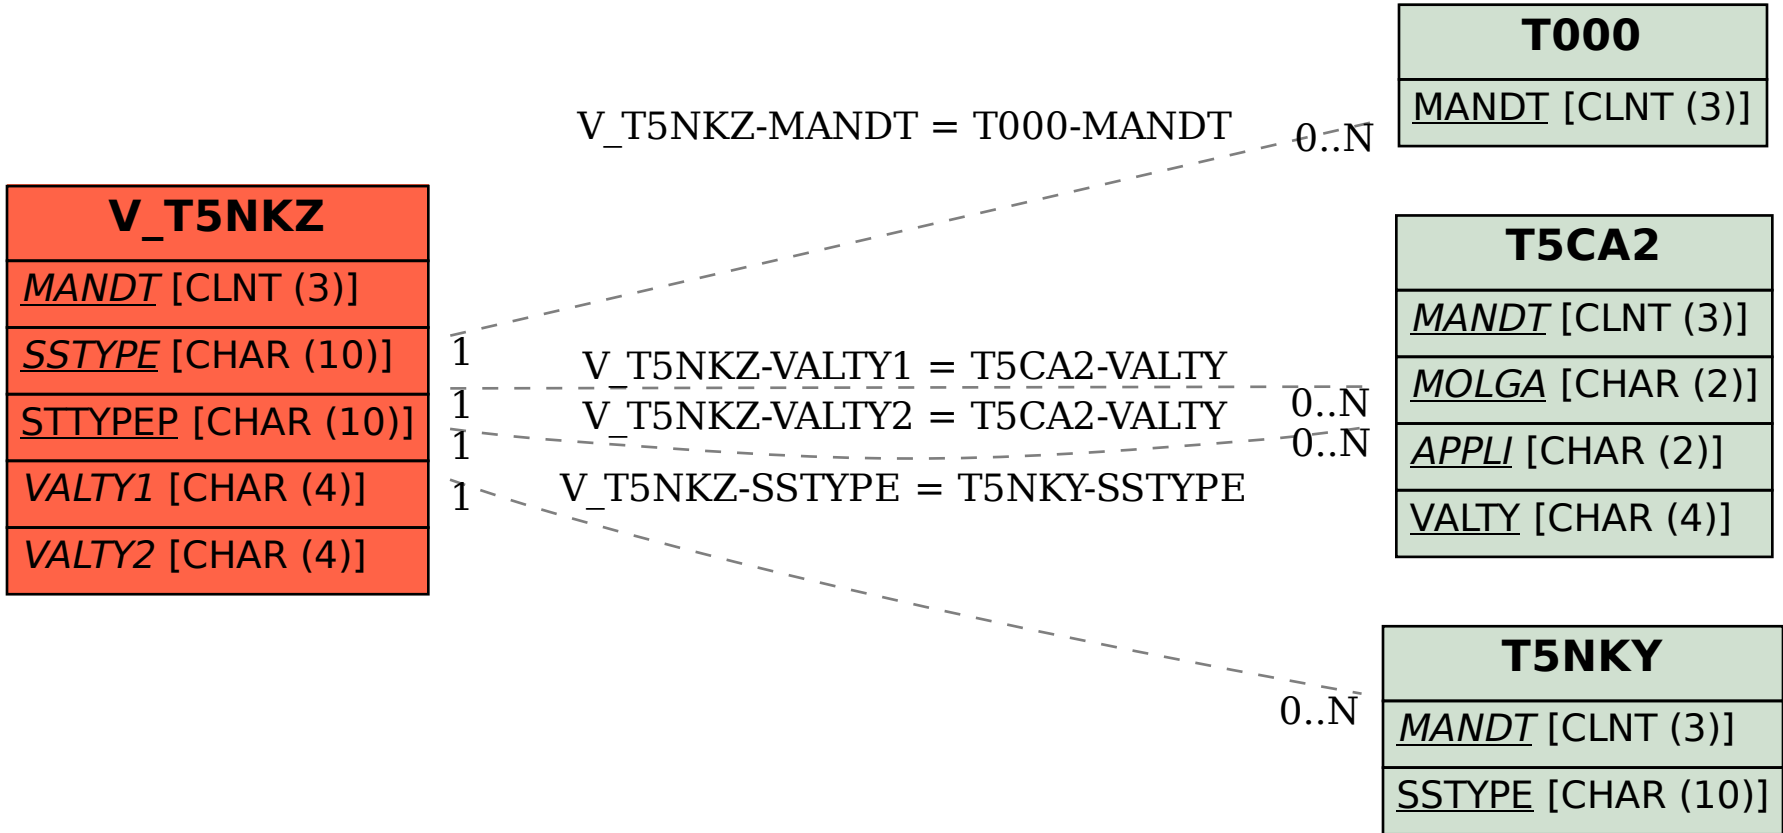 T000
MANDT [CLNT (3)]
V_T5NKZ-MANDT = T000-MANDT
0..N
V_T5NKZ
MANDT [CLNT (3)]
SSTYPE [CHAR (10)]
STTYPEP [CHAR (10)]
VALTY1 [CHAR (4)]
VALTY2 [CHAR (4)]
1
V_T5NKZ-VALTY1 = T5CA2-VALTY
1
0..N
V_T5NKZ-VALTY2 = T5CA2-VALTY
1
0..N
V_T5NKZ-SSTYPE = T5NKY-SSTYPE
1
0..N
T5CA2
MANDT [CLNT (3)]
MOLGA [CHAR (2)]
APPLI [CHAR (2)]
VALTY [CHAR (4)]
T5NKY
MANDT [CLNT (3)]
SSTYPE [CHAR (10)]